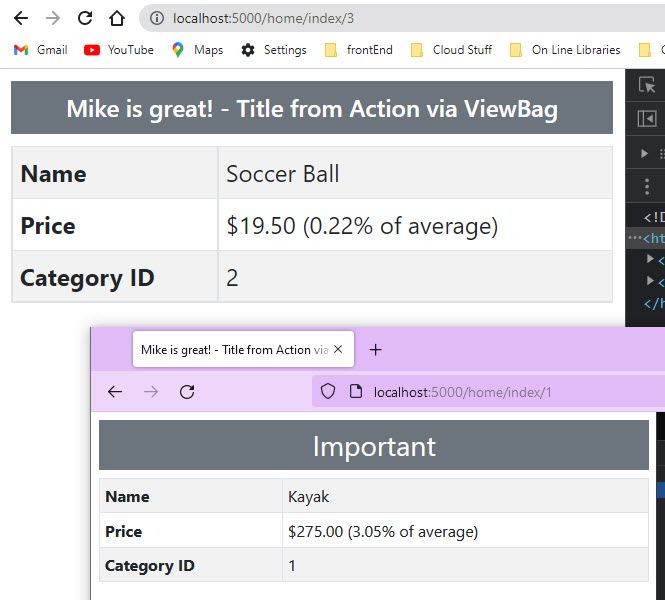 localhost:5000/home/index/3
Gmail YouTube Maps Settings frontEnd Cloud Stuff On Line Libraries
Mike is great! - Title from Action via ViewBag
Name Soccer Ball
Price $19.50 (0.22% of average)
Category ID 2
<!D
<ht
<
<
</h
Mike is great! - Title from Action via
localhost:5000/home/index/1
Important
Name Kayak
Price $275.00 (3.05% of average)
Category ID 1